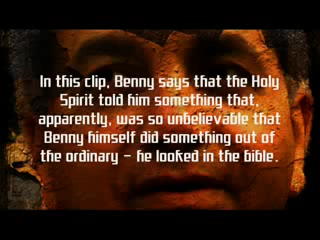 In this clip, Benny says that the Holy
Spirit told him something that,
apparently, was so unbelievable that
Benny himself did something out of
the ordinary – he looked in the bible.